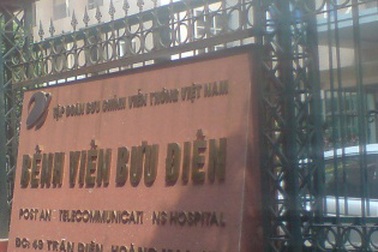 TẬP ĐOÀN BƯU CHÍNH VIỄN THÔNG VIỆT NAM
BỆNH VIỆN BƯU ĐIỆN
POST AN TELECOMMUNICATI NS HOSPITAL
ĐC: 49 TRẦN ĐIỀN, HOÀNG